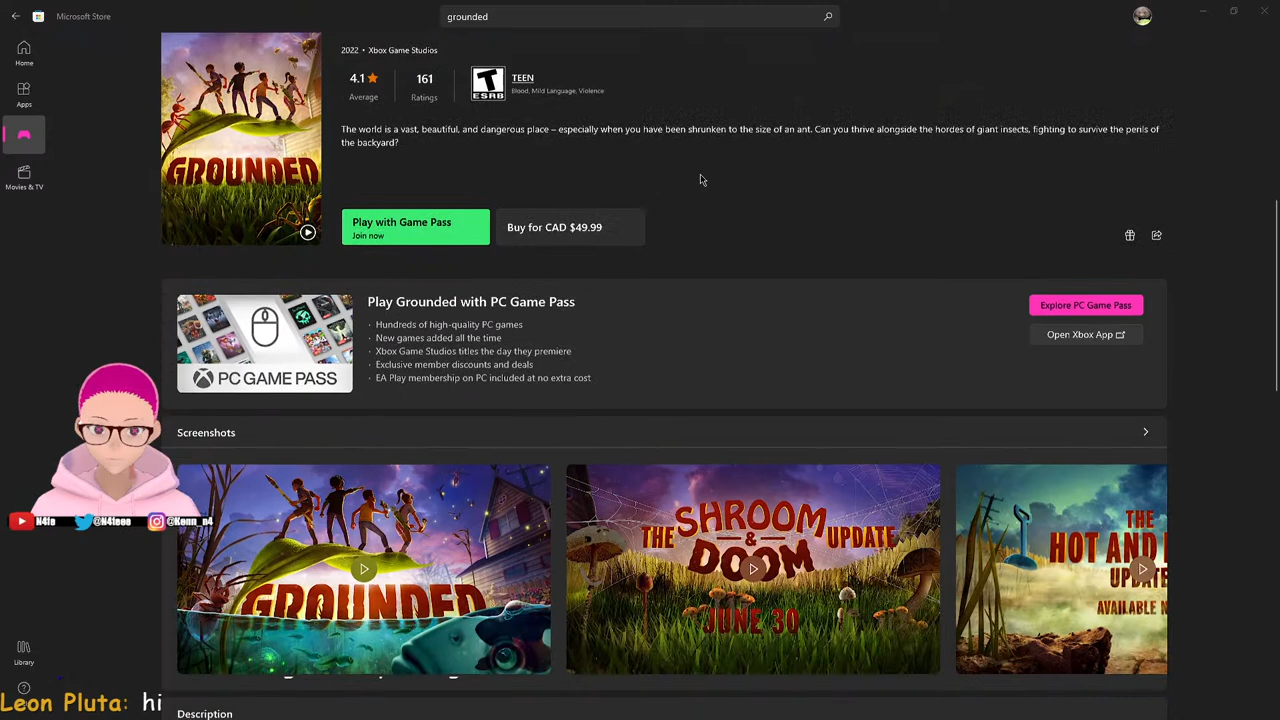 Microsoft Store
grounded
Home
Apps
Movies & TV
Library
GROUNDED
2022 • Xbox Game Studios
4.1
Average
161
Ratings
T
ESRB
TEEN
Blood, Mild Language, Violence
The world is a vast, beautiful, and dangerous place – especially when you have been shrunken to the size of an ant. Can you thrive alongside the hordes of giant insects, fighting to survive the perils of
the backyard?
Play with Game Pass
Join now
Buy for CAD $49.99
PC GAME PASS
Play Grounded with PC Game Pass
· Hundreds of high-quality PC games
· New games added all the time
· Xbox Game Studios titles the day they premiere
· Exclusive member discounts and deals
· EA Play membership on PC included at no extra cost
Explore PC Game Pass
Open Xbox App
Screenshots
GROUNDED
THE SHROOM & DOOM UPDATE
JUNE 30
THE
HOT AND
UPDATE
AVAILABLE N
N4te @N4teee @Kenn_n4
Leon Pluta: hi
Description